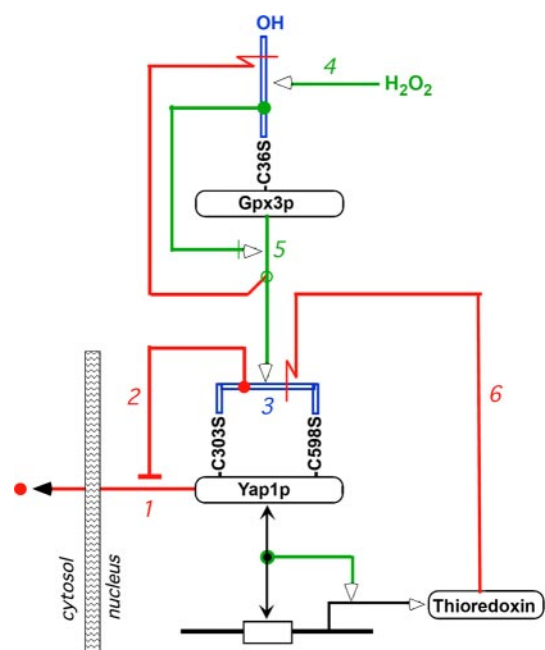 OH
4
H2O2
C36S
Gpx3p
5
2
3
6
C303S
C598S
1
Yap1p
cytosol
nucleus
Thioredoxin